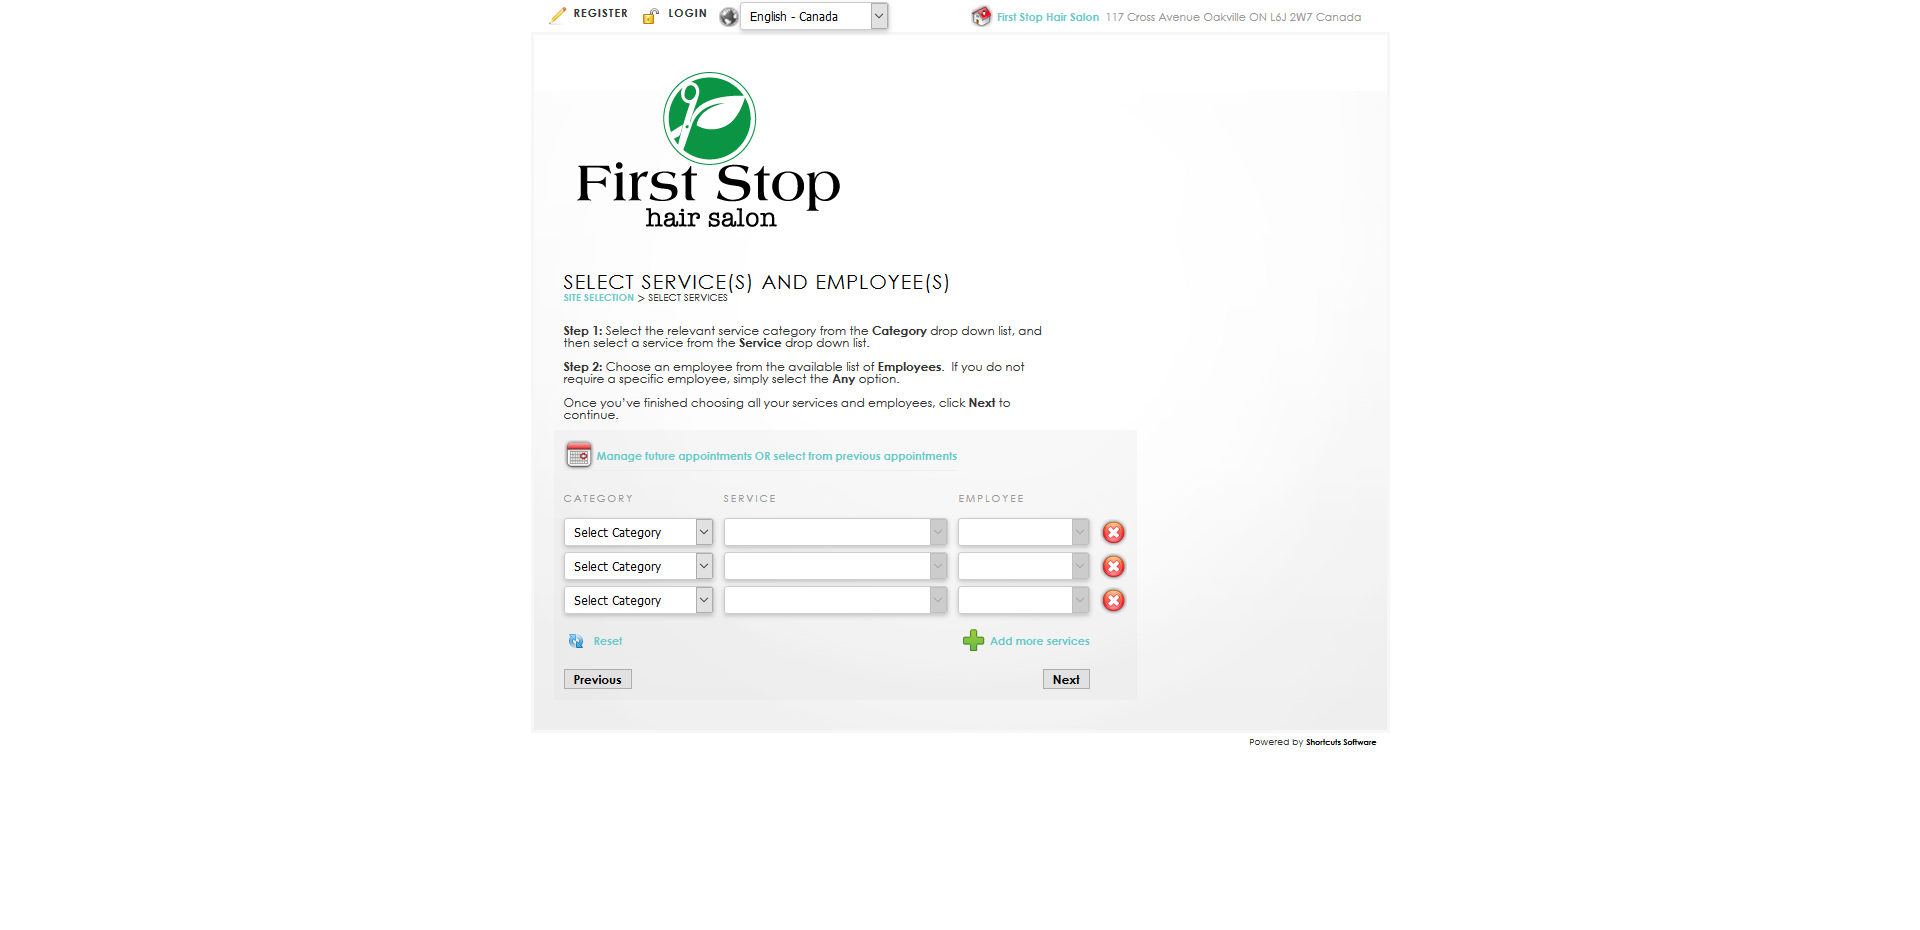 REGISTER LOGIN English - Canada First Stop Hair Salon 117 Cross Avenue Oakville ON L6J 2W7 Canada
First Stop
hair salon
SELECT SERVICE(S) AND EMPLOYEE(S)
SITE SELECTION > SELECT SERVICES
Step 1: Select the relevant service category from the Category drop down list, and
then select a service from the Service drop down list.
Step 2: Choose an employee from the available list of Employees. If you do not
require a specific employee, simply select the Any option.
Once you've finished choosing all your services and employees, click Next to
continue.
Manage future appointments OR select from previous appointments
CATEGORY SERVICE EMPLOYEE
Select Category
Select Category
Select Category
Reset Add more services
Previous Next
Powered by Shortcuts Software